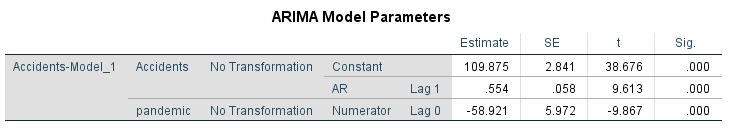 ARIMA Model Parameters
Estimate SE t Sig.
Accidents-Model_1 Accidents No Transformation Constant 109.875 2.841 38.676 .000
AR Lag 1 .554 .058 9.613 .000
pandemic No Transformation Numerator Lag 0 -58.921 5.972 -9.867 .000